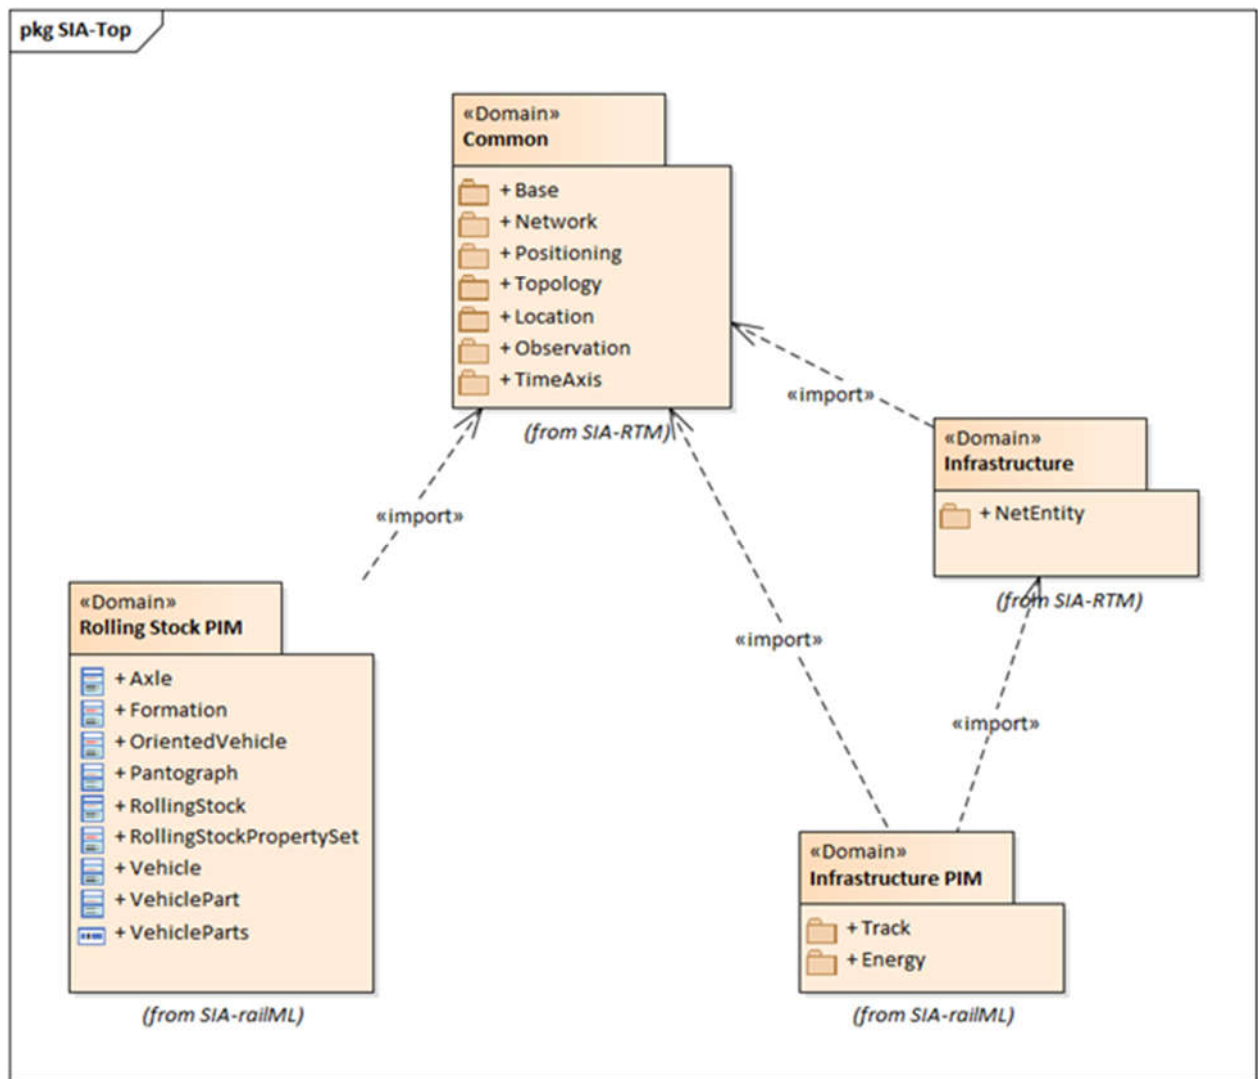 pkg SIA-Top
«Domain»
Common
+ Base
+ Network
+ Positioning
+ Topology
+ Location
+ Observation
+ TimeAxis
(from SIA-RTM)
«import»
«Domain»
Infrastructure
+ NetEntity
(from SIA-RTM)
«import»
«import»
«import»
«Domain»
Rolling Stock PIM
+ Axle
+ Formation
+ OrientedVehicle
+ Pantograph
+ RollingStock
+ RollingStockPropertySet
+ Vehicle
+ VehiclePart
+ VehicleParts
(from SIA-railML)
«Domain»
Infrastructure PIM
+ Track
+ Energy
(from SIA-railML)